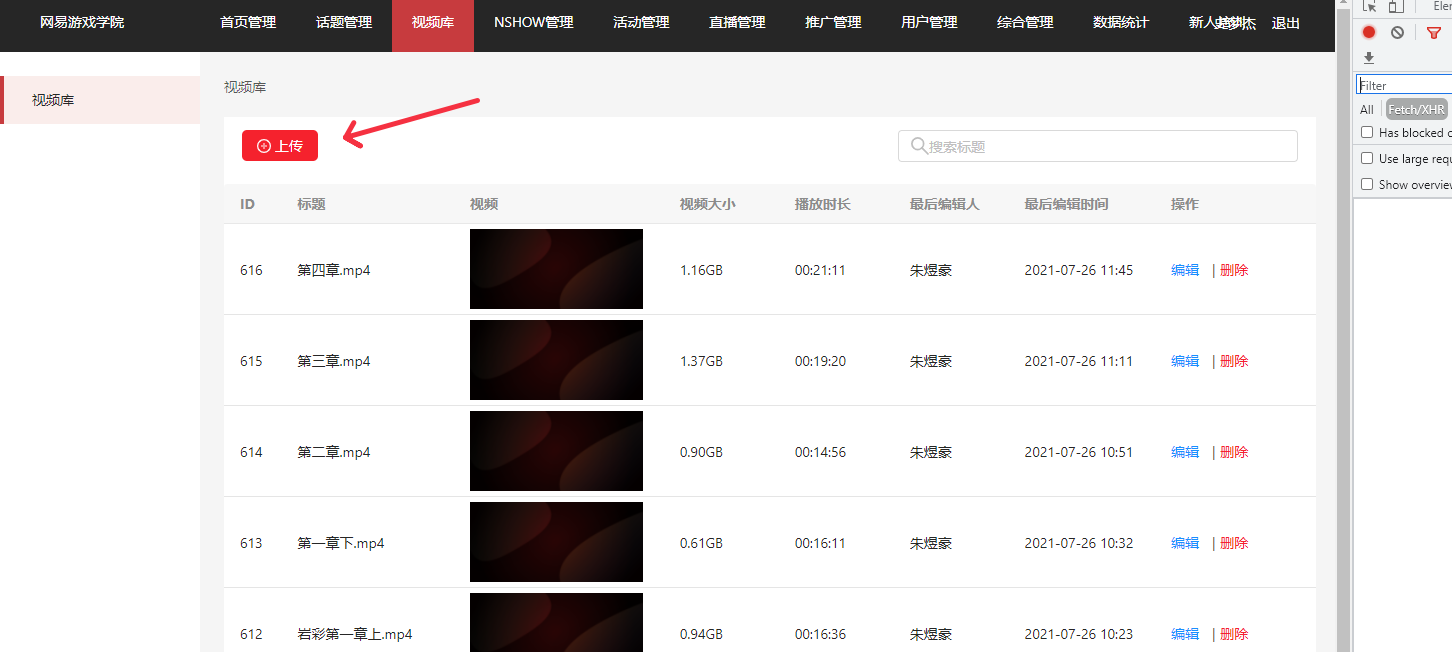 网易游戏学院 首页管理 话题管理 视频库 NSHOW管理 活动管理 直播管理 推广管理 用户管理 综合管理 数据统计 退出
视频库
视频库
上传
搜索标题
ID 标题 视频 视频大小 播放时长 最后编辑人 最后编辑时间 操作
616 第四章.mp4 1.16GB 00:21:11 朱煜豪 2021-07-26 11:45 编辑 | 删除
615 第三章.mp4 1.37GB 00:19:20 朱煜豪 2021-07-26 11:11 编辑 | 删除
614 第二章.mp4 0.90GB 00:14:56 朱煜豪 2021-07-26 10:51 编辑 | 删除
613 第一章下.mp4 0.61GB 00:16:11 朱煜豪 2021-07-26 10:32 编辑 | 删除
612 岩彩第一章上.mp4 0.94GB 00:16:36 朱煜豪 2021-07-26 10:23 编辑 | 删除
Eler
Filter
All Fetch/XHR
Has blocked c
Use large requ
Show overview